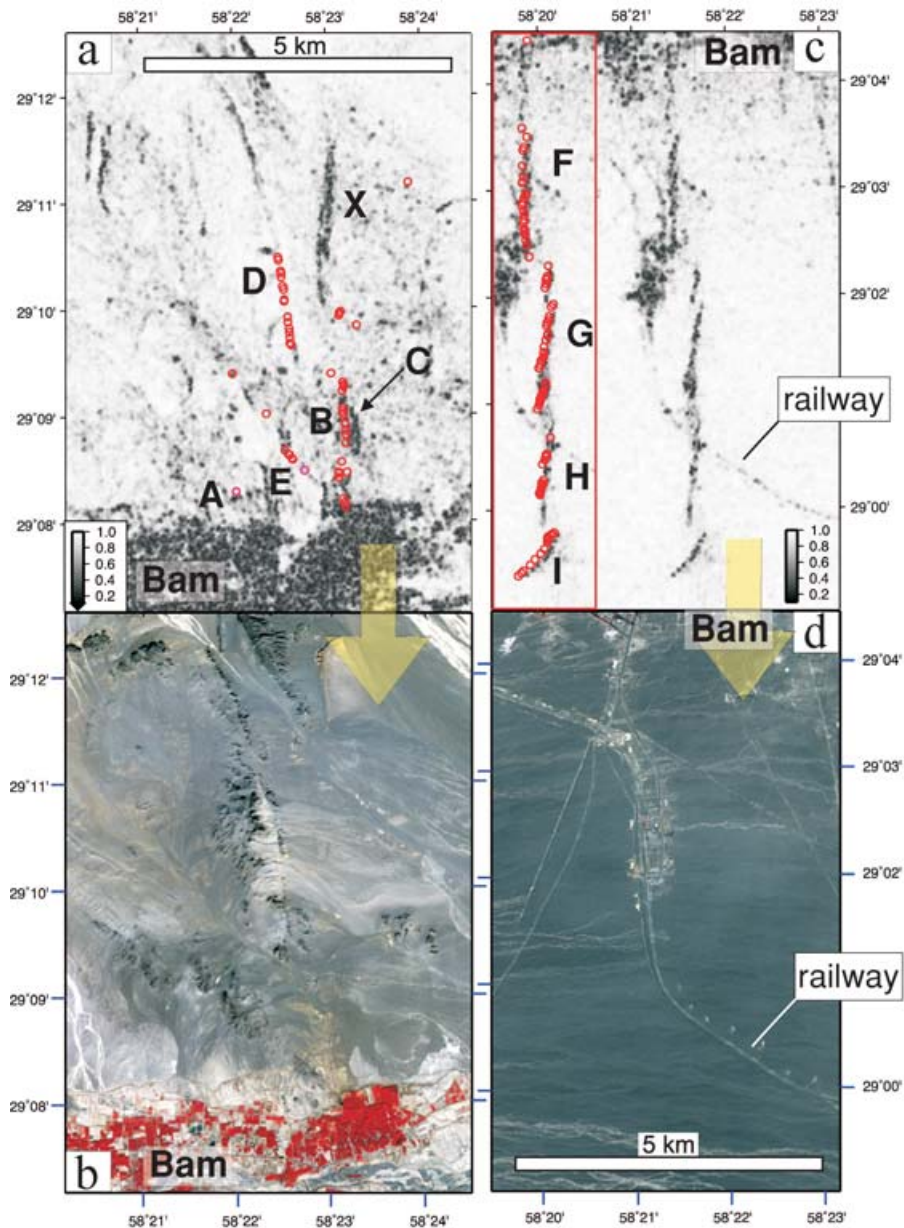 58°21' 58°22' 58°23' 58°24'
58°20' 58°21' 58°22' 58°23'
a
5 km
29°12'
29°11'
29°10'
29°09'
29°08'
X
D
C
B
A
E
1.0
0.8
0.6
0.4
0.2
Bam
Bam
c
29°04'
29°03'
29°02'
29°00'
F
G
H
I
railway
1.0
0.8
0.6
0.4
0.2
29°12'
29°11'
29°10'
29°09'
29°08'
b
Bam
58°21' 58°22' 58°23' 58°24'
Bam
d
29°04'
29°03'
29°02'
29°00'
railway
5 km
58°20' 58°21' 58°22' 58°23'